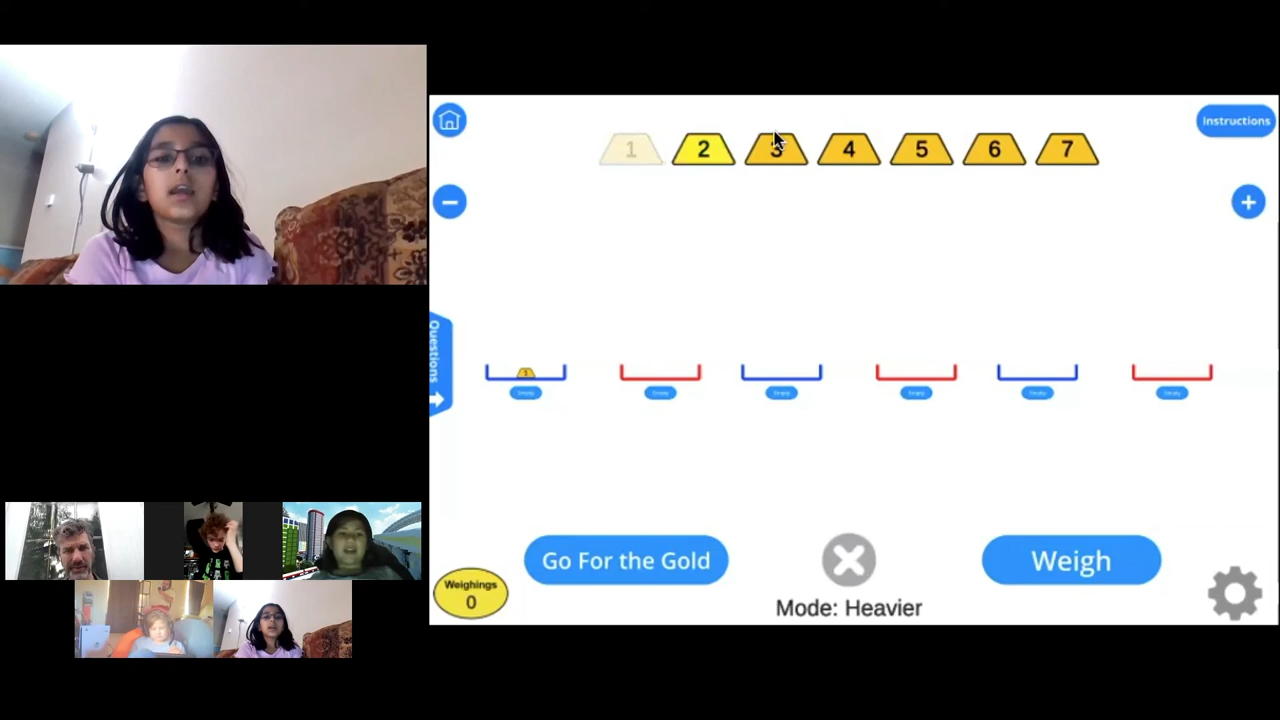 Instructions
1 2 3 4 5 6 7
Questions
Go For the Gold
Weigh
Weighings
0
Mode: Heavier